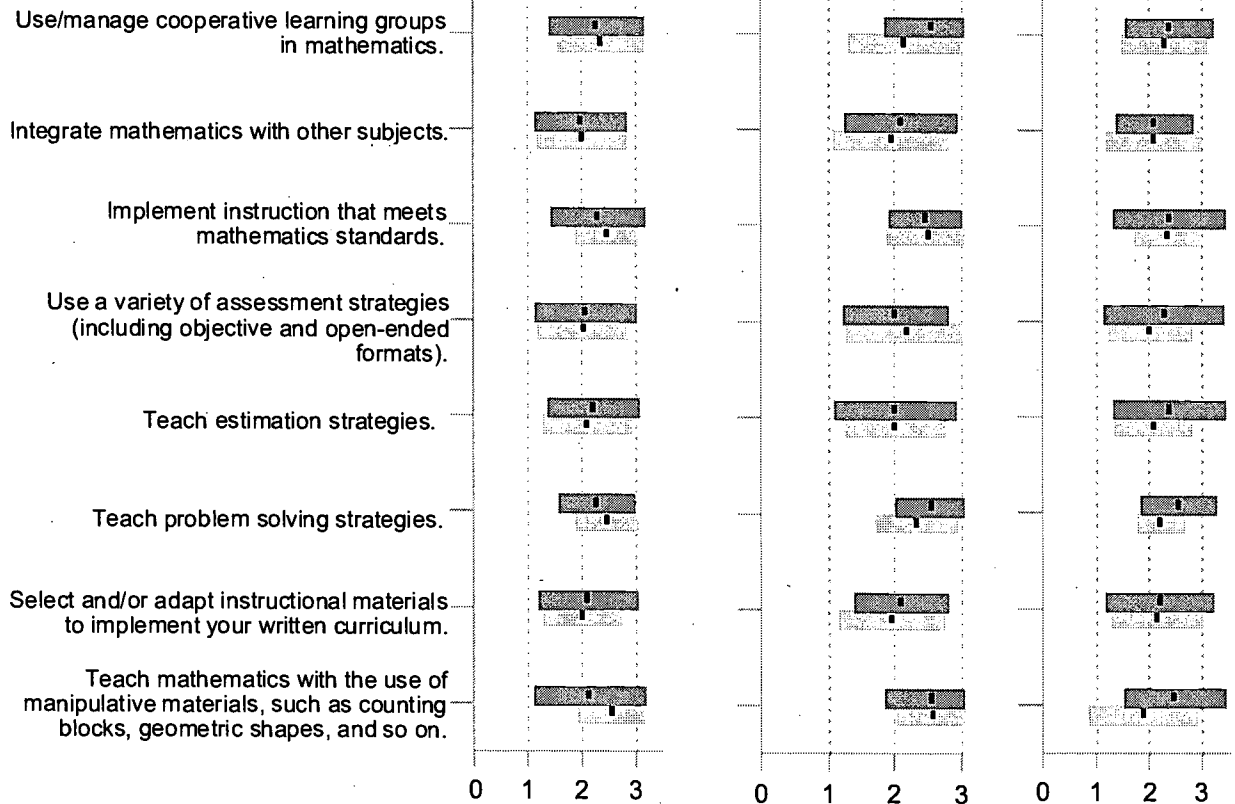 Use/manage cooperative learning groups
in mathematics.
Integrate mathematics with other subjects.
Implement instruction that meets
mathematics standards.
Use a variety of assessment strategies
(including objective and open-ended
formats).
Teach estimation strategies.
Teach problem solving strategies.
Select and/or adapt instructional materials
to implement your written curriculum.
Teach mathematics with the use of
manipulative materials, such as counting
blocks, geometric shapes, and so on.
0 1 2 3 0 1 2 3 0 1 2 3